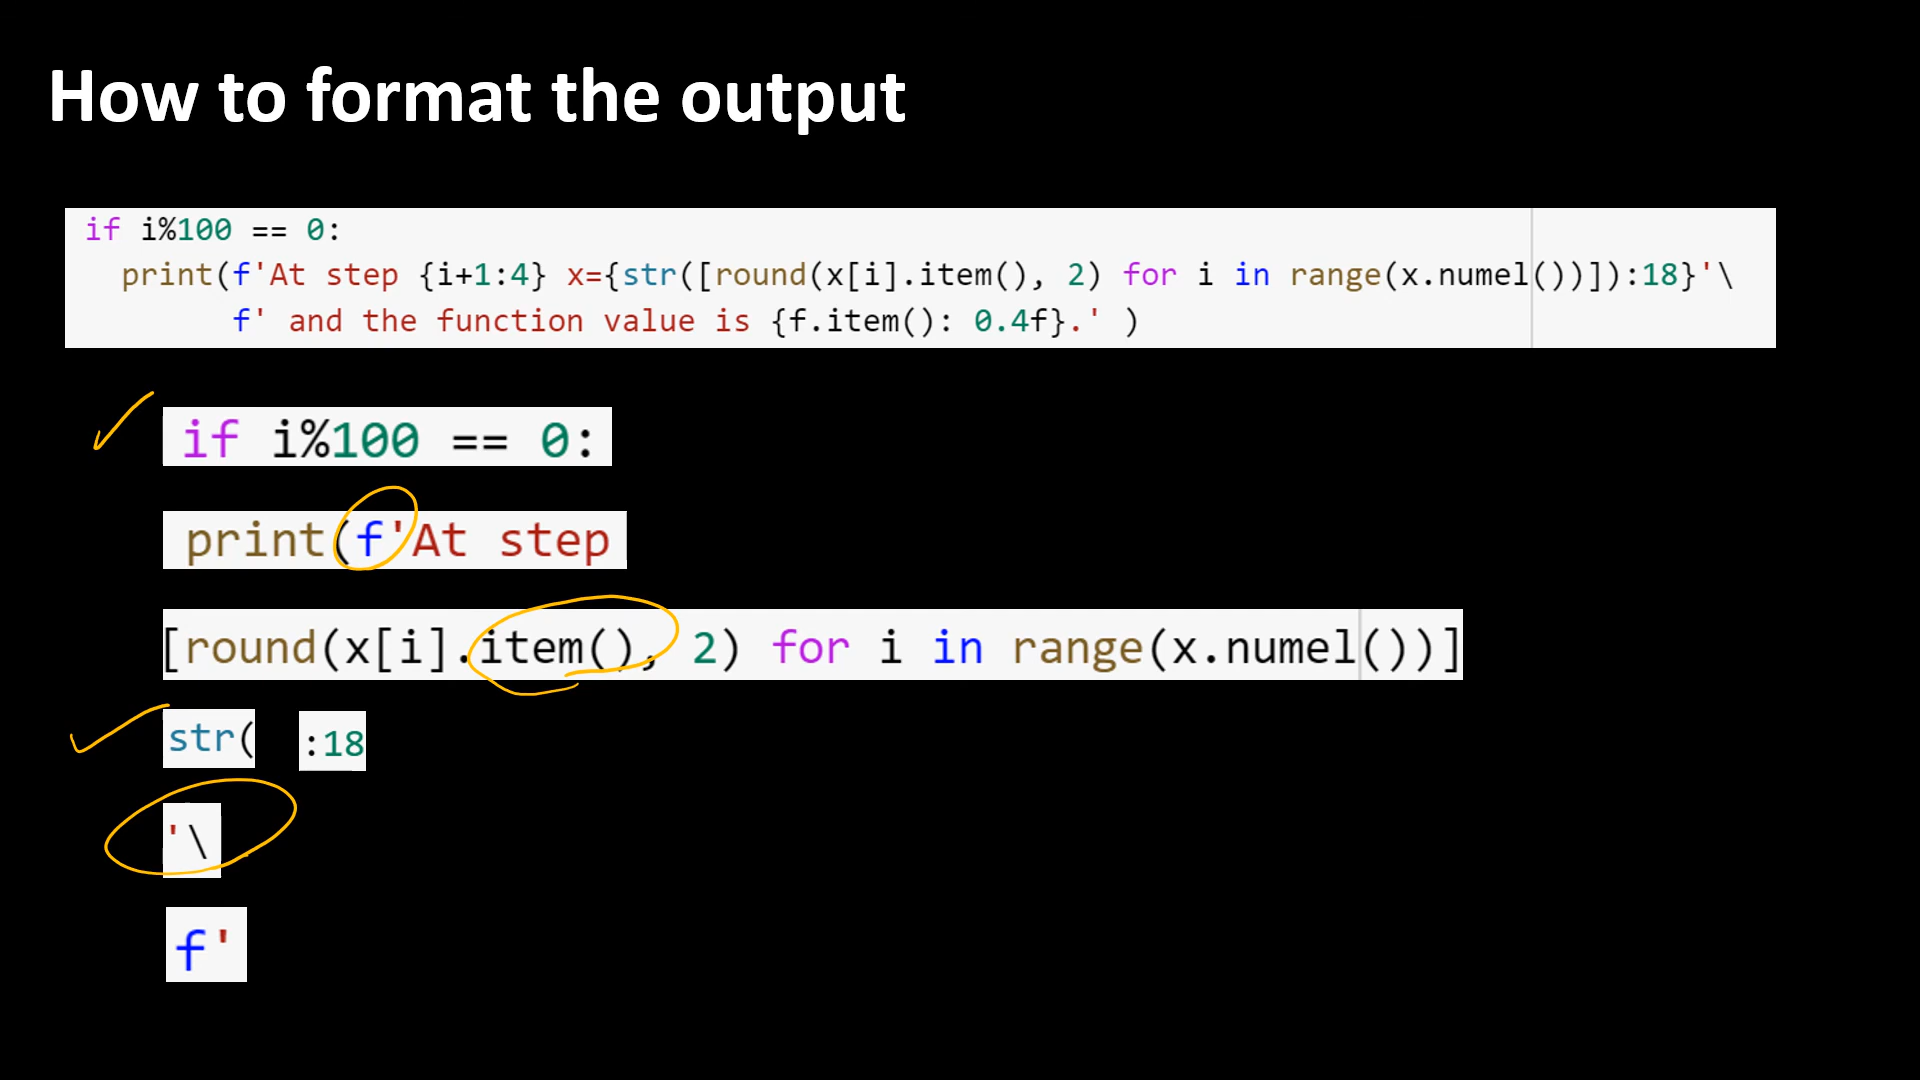 How to format the output
if i%100 == 0:
print(f'At step {i+1:4} x={str([round(x[i].item(), 2) for i in range(x.numel())]):18}'\
f' and the function value is {f.item(): 0.4f}.' )
if i%100 == 0:
print(f'At step
[round(x[i].item(), 2) for i in range(x.numel())]
str( :18
'\
f'